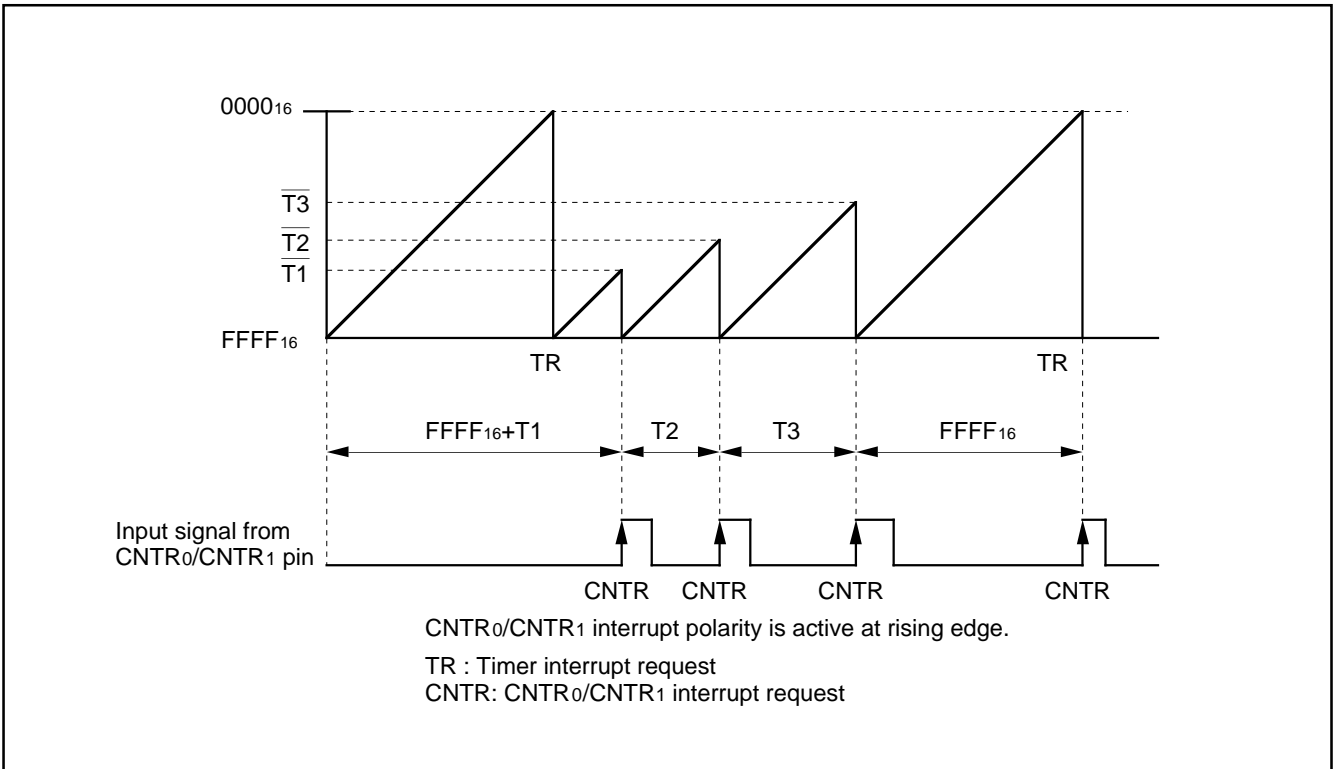 0000₁₆
T3
T2
T1
FFFF₁₆
TR TR
FFFF₁₆+T1 T2 T3 FFFF₁₆
Input signal from
CNTR₀/CNTR₁ pin
CNTR CNTR CNTR CNTR
CNTR₀/CNTR₁ interrupt polarity is active at rising edge.
TR : Timer interrupt request
CNTR: CNTR₀/CNTR₁ interrupt request